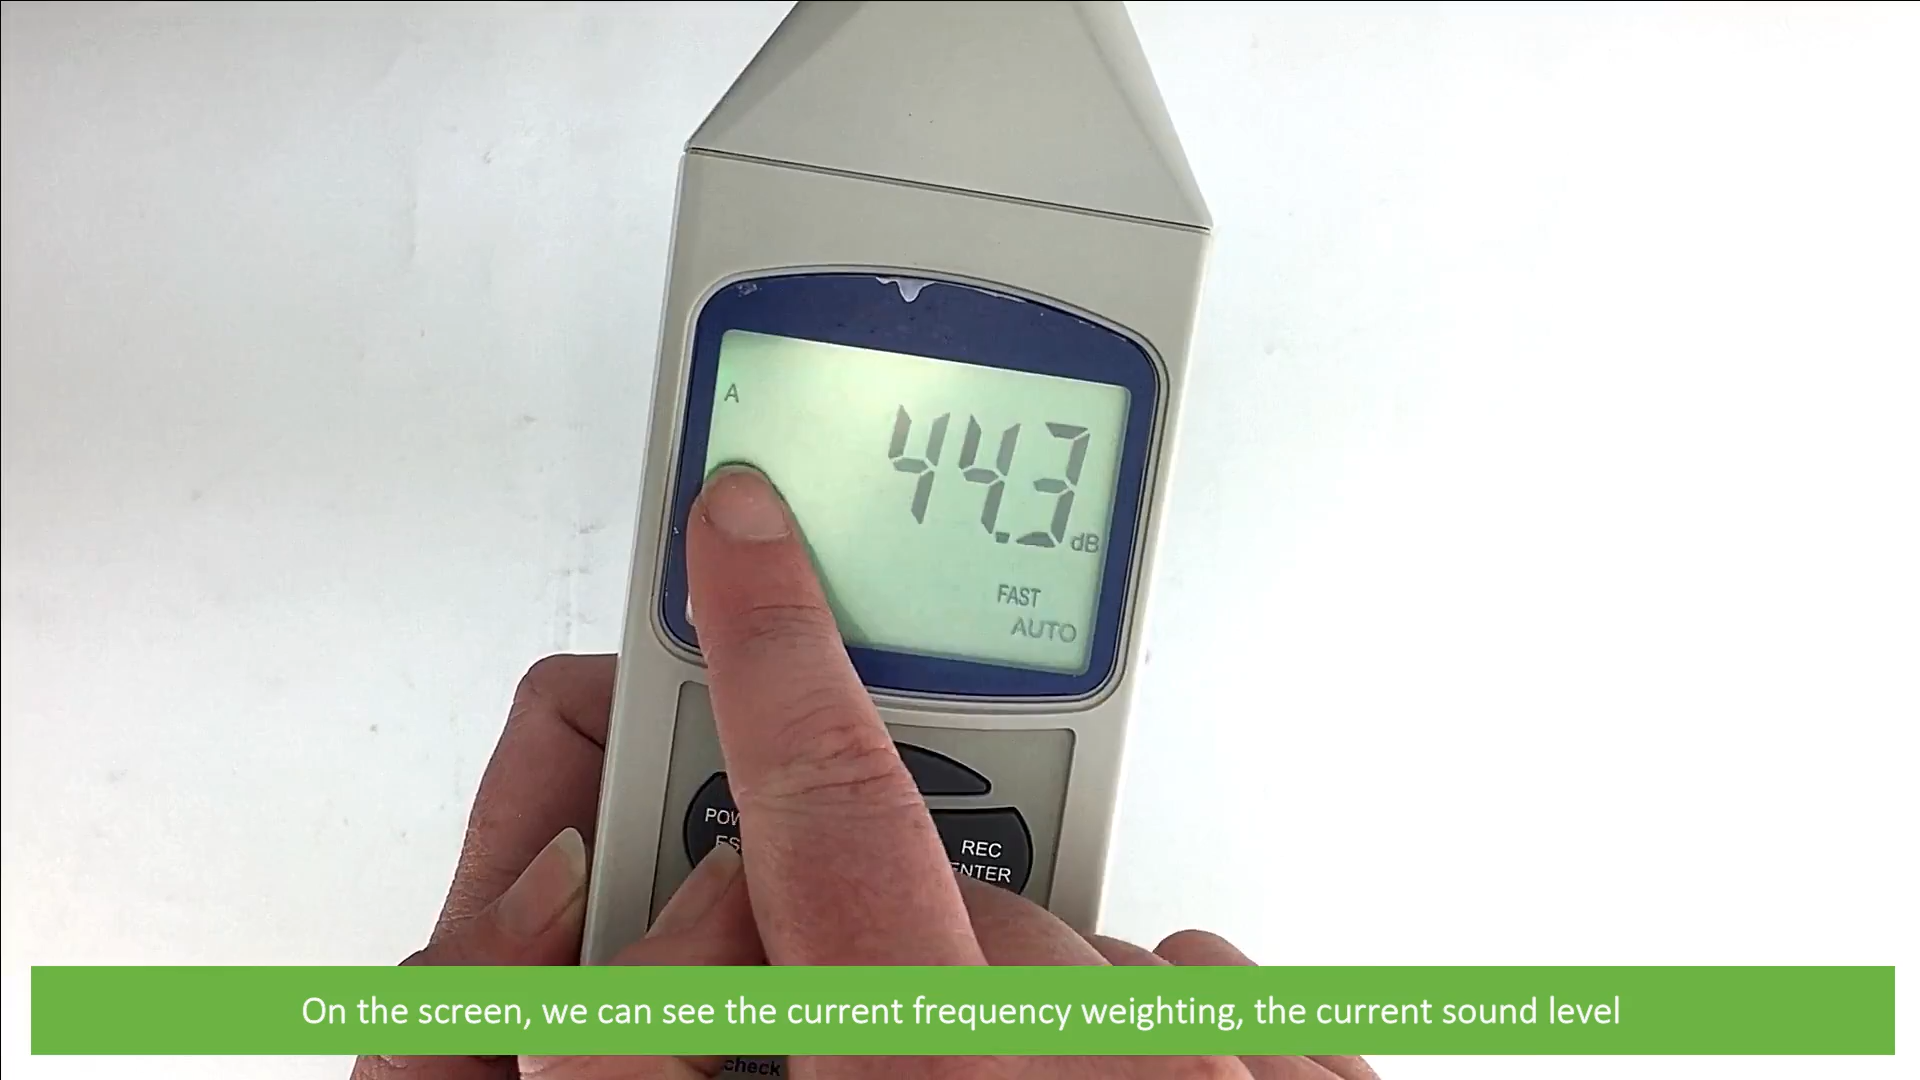 A
44.3
dB
FAST
AUTO
REC
On the screen, we can see the current frequency weighting, the current sound level
check